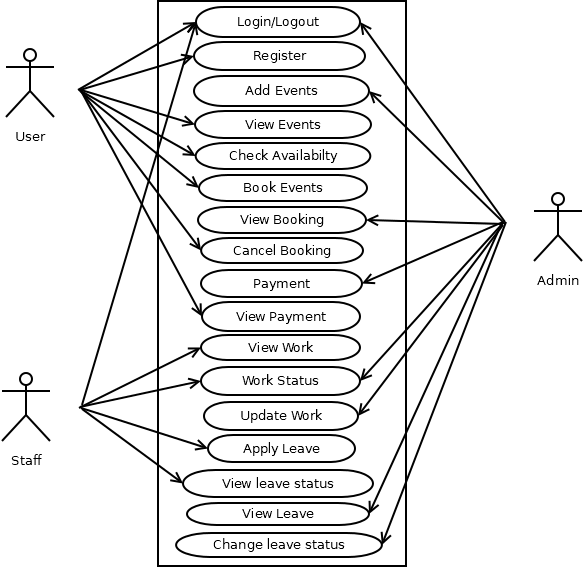 Login/Logout
Register
Add Events
View Events
Check Availabilty
Book Events
View Booking
Cancel Booking
Payment
View Payment
View Work
Work Status
Update Work
Apply Leave
View leave status
View Leave
Change leave status
User
Staff
Admin